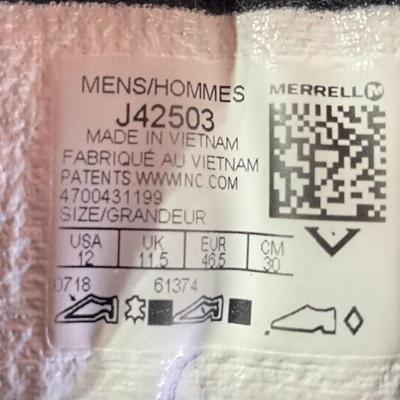 MENS/HOMMES
MERRELL
J42503
MADE IN VIETNAM
FABRIQUÉ AU VIETNAM
PATENTS.WWWINC.COM
4700431199
SIZE/GRANDEUR
USA UK EUR CM
12 11.5 46.5 30
0718 61374